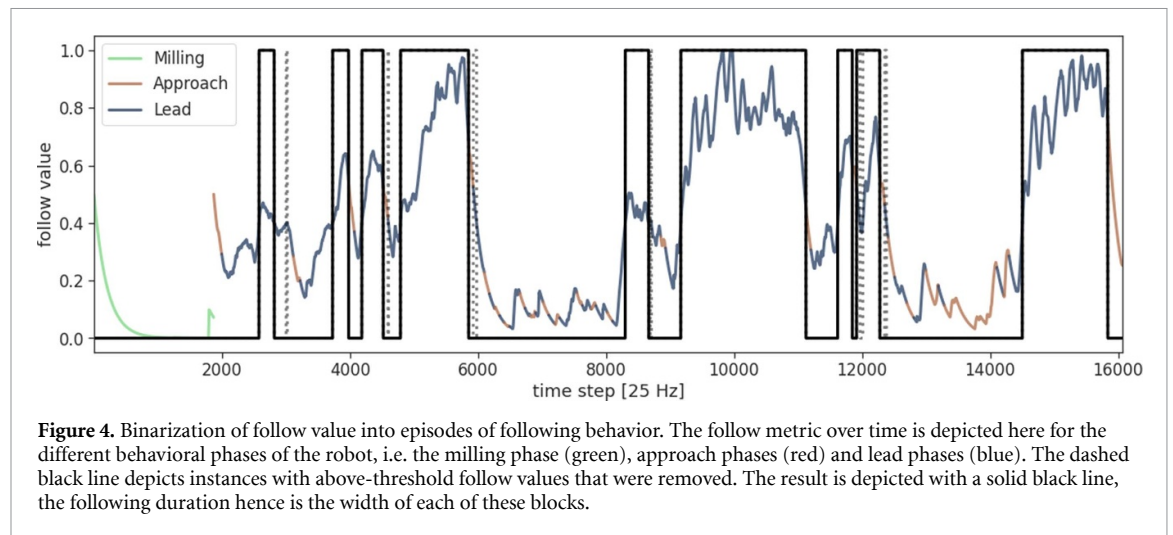 1.0
0.8
0.6
0.4
0.2
0.0
follow value
Milling
Approach
Lead
2000 4000 6000 8000 10000 12000 14000 16000
time step [25 Hz]
Figure 4. Binarization of follow value into episodes of following behavior. The follow metric over time is depicted here for the
different behavioral phases of the robot, i.e. the milling phase (green), approach phases (red) and lead phases (blue). The dashed
black line depicts instances with above-threshold follow values that were removed. The result is depicted with a solid black line,
the following duration hence is the width of each of these blocks.